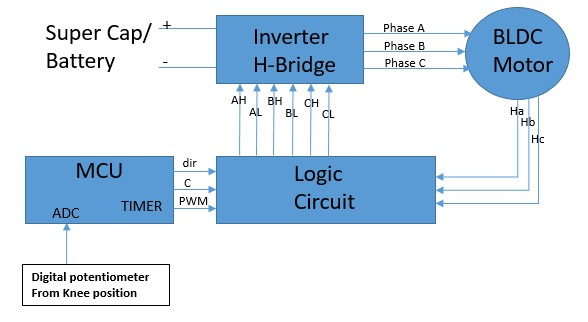 Super Cap/
Battery
+
-
Inverter
H-Bridge
Phase A
Phase B
Phase C
BLDC
Motor
AH
AL
BH
BL
CH
CL
Ha
Hb
Hc
MCU
ADC
TIMER
dir
C
PWM
Logic
Circuit
Digital potentiometer
From Knee position